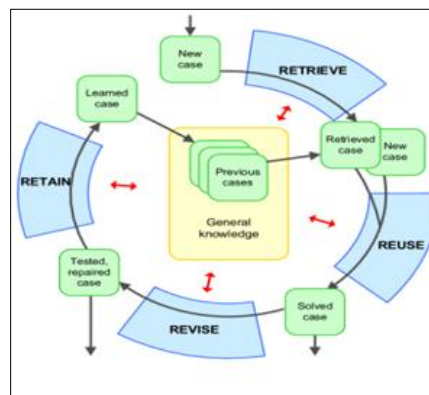 New
case
RETRIEVE
Learned
case
Retrieved
case
New
case
Previous
cases
RETAIN
General
knowledge
REUSE
Tested,
repaired
case
Solved
case
REVISE